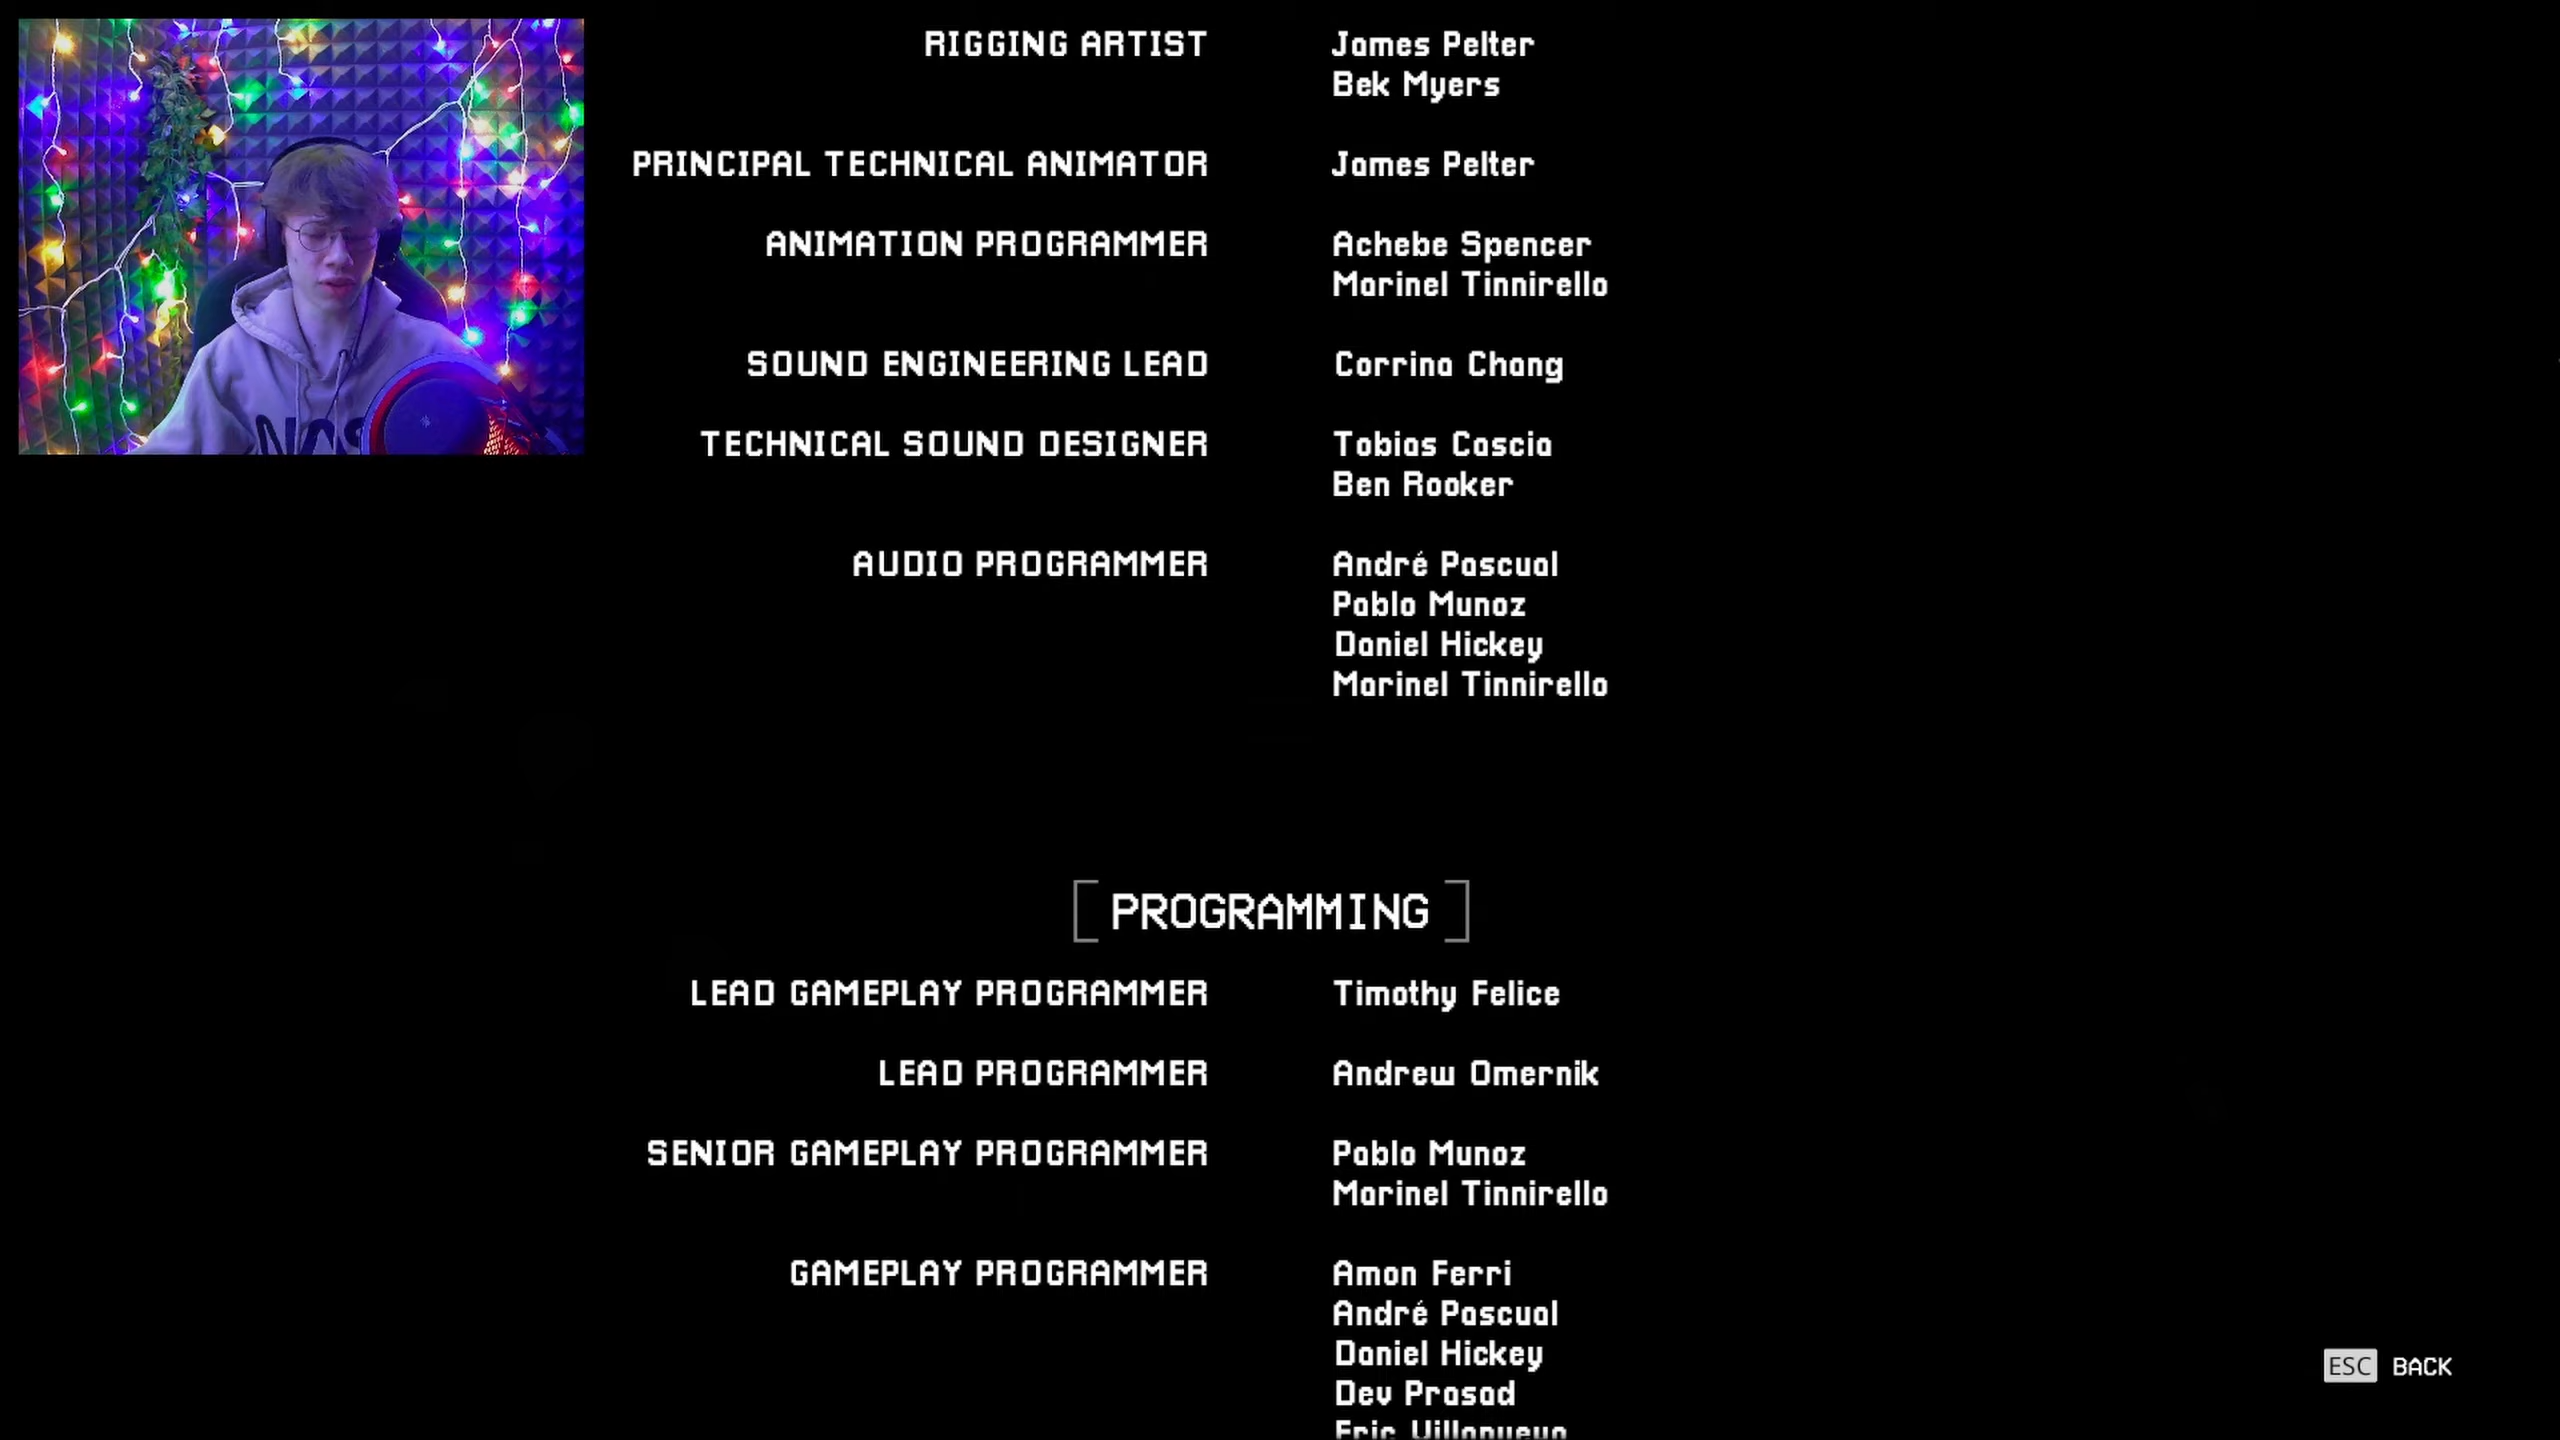 RIGGING ARTIST James Pelter
Bek Myers
PRINCIPAL TECHNICAL ANIMATOR James Pelter
ANIMATION PROGRAMMER Achebe Spencer
Marinel Tinnirello
SOUND ENGINEERING LEAD Corrina Chang
TECHNICAL SOUND DESIGNER Tobias Cascia
Ben Rooker
AUDIO PROGRAMMER André Pascual
Pablo Munoz
Daniel Hickey
Marinel Tinnirello
PROGRAMMING
LEAD GAMEPLAY PROGRAMMER Timothy Felice
LEAD PROGRAMMER Andrew Omernik
SENIOR GAMEPLAY PROGRAMMER Pablo Munoz
Marinel Tinnirello
GAMEPLAY PROGRAMMER Amon Ferri
André Pascual
Daniel Hickey
ESC BACK
Dev Prasad
Eric Villanueva